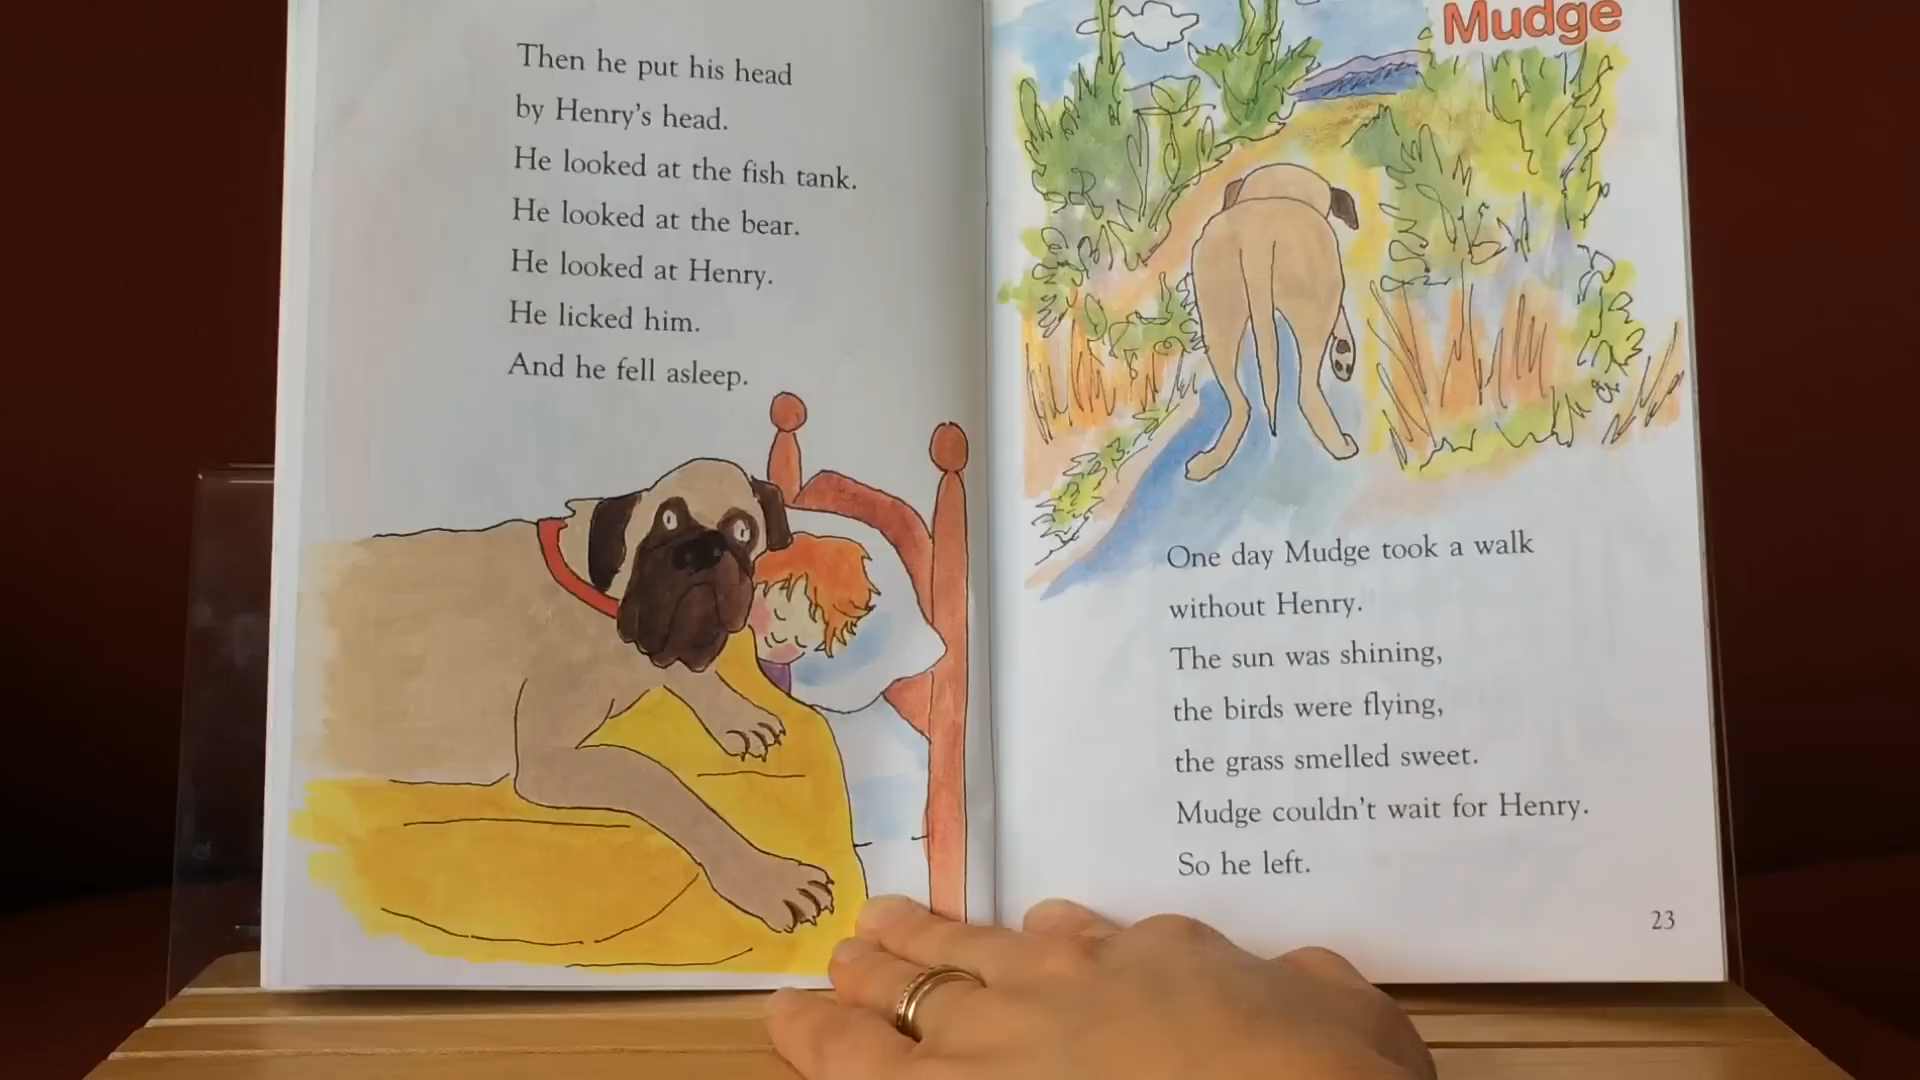 Then he put his head
by Henry's head.
He looked at the fish tank.
He looked at the bear.
He looked at Henry.
He licked him.
And he fell asleep.
Mudge
One day Mudge took a walk
without Henry.
The sun was shining,
the birds were flying,
the grass smelled sweet.
Mudge couldn't wait for Henry.
So he left.
23